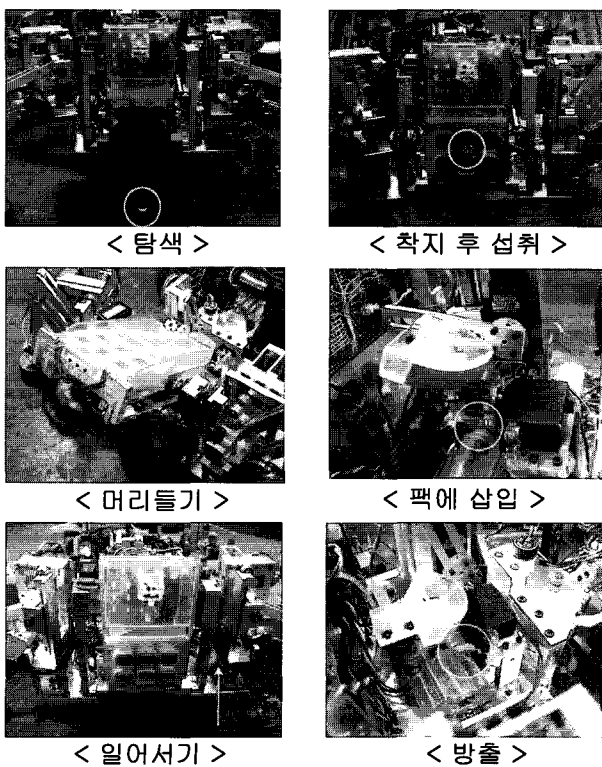 < 탐색 >
< 착지 후 섭취 >
< 머리들기 >
< 팩에 삽입 >
< 일어서기 >
< 방출 >